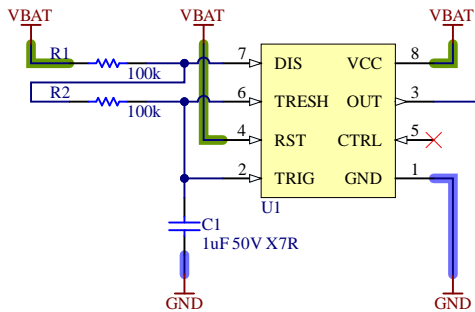 VBAT VBAT VBAT
R1 7 DIS VCC 8
100k
R2 6 TRESH OUT 3
100k
4 RST CTRL 5
2 TRIG GND 1
U1
C1
1uF 50V X7R
GND GND